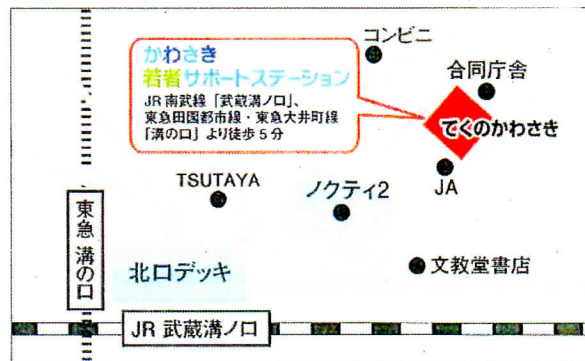 コンビニ
かわさき
若者サポートステーション
JR南武線「武蔵溝ノ口」、
東急田園都市線・東急大井町線
「溝の口」より徒歩5分
合同庁舎
てくのかわさき
JA
TSUTAYA
ノクティ2
文教堂書店
東急 溝の口
北口デッキ
JR 武蔵溝ノ口